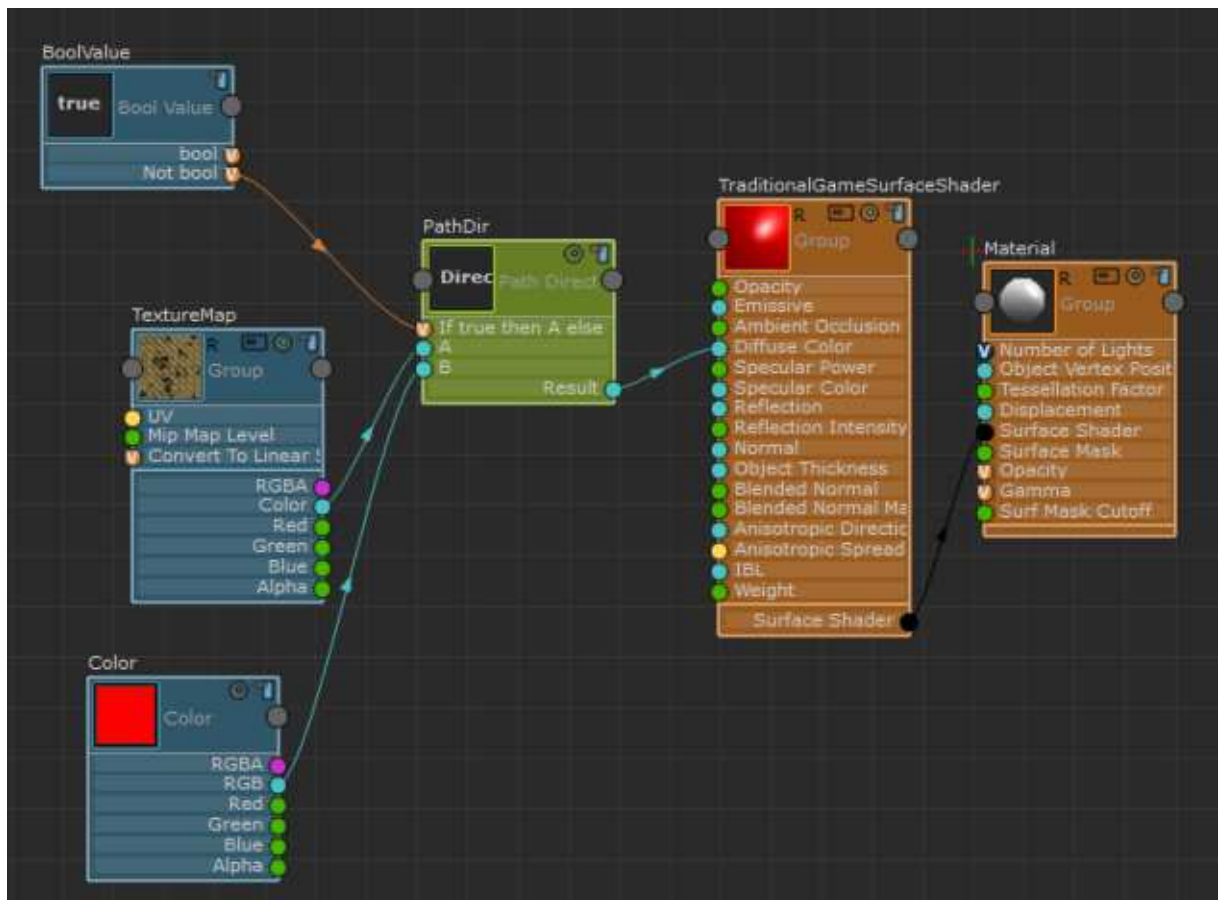 BoolValue
true
Bool Value
bool
Not bool
TextureMap
R
Group
UV
Mip Map Level
Convert To Linear S
RGBA
Color
Red
Green
Blue
Alpha
Color
Color
RGBA
RGB
Red
Green
Blue
Alpha
PathDir
Direc
Path Direct
If true then A else
A
B
Result
TraditionalGameSurfaceShader
R
Group
Opacity
Emissive
Ambient Occlusion
Diffuse Color
Specular Power
Specular Color
Reflection
Reflection Intensity
Normal
Object Thickness
Blended Normal
Blended Normal Ma
Anisotropic Directic
Anisotropic Spread
IBL
Weight
Surface Shader
Material
R
Group
Number of Lights
Object Vertex Posit
Tessellation Factor
Displacement
Surface Shader
Surface Mask
Opacity
Gamma
Surf Mask Cutoff